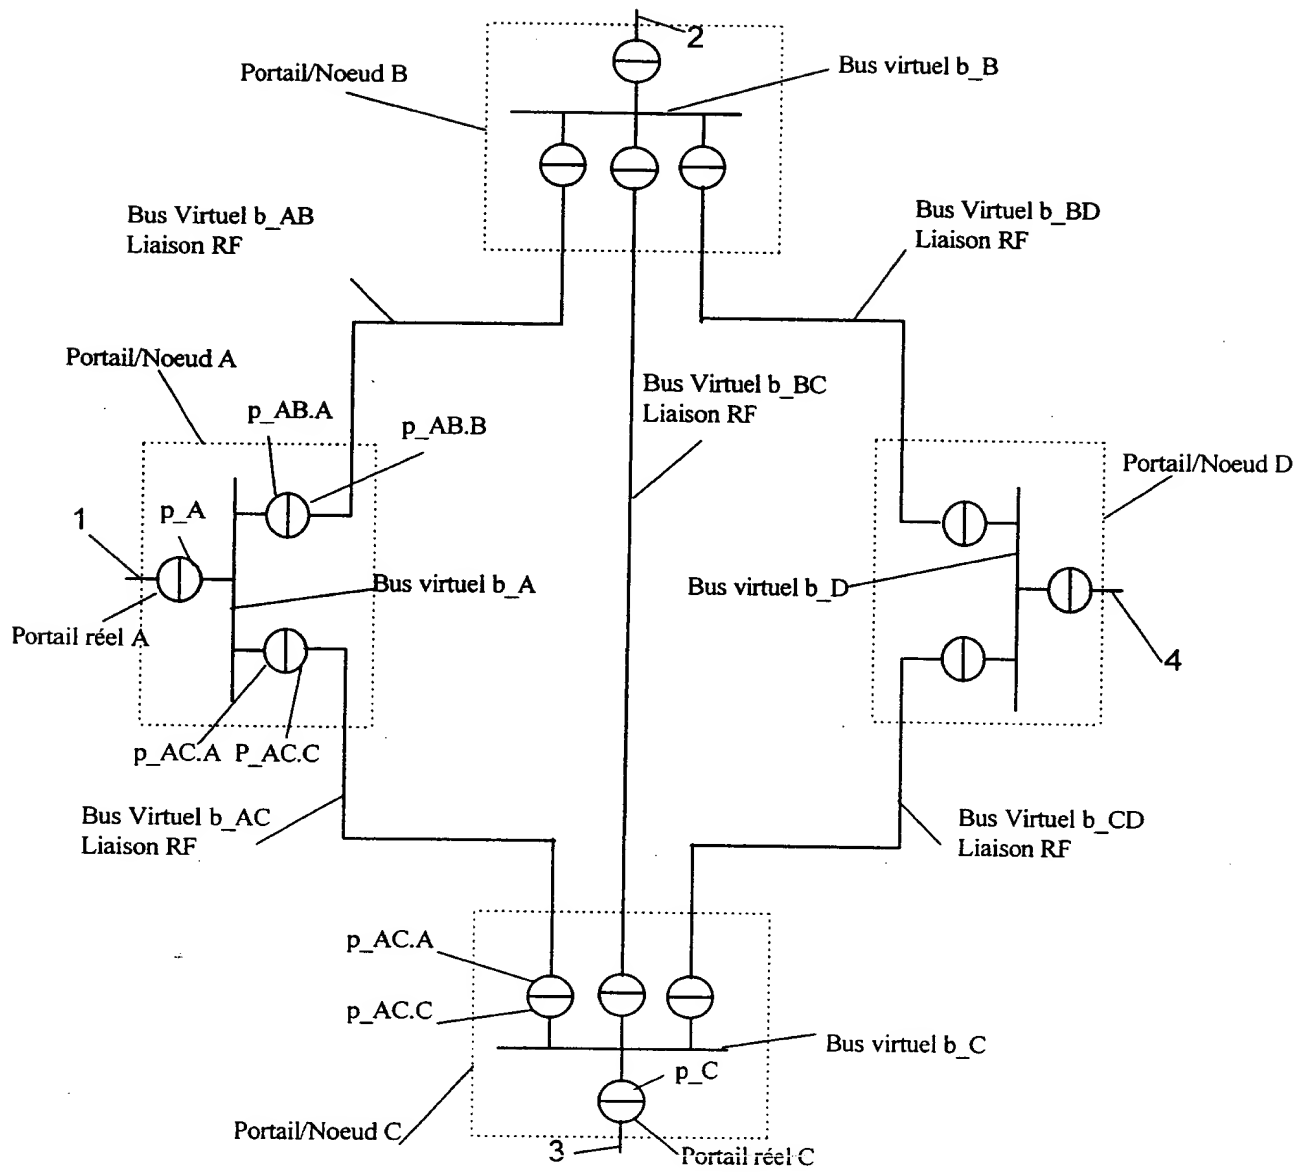 2
Portail/Noeud B
Bus virtuel b_B
Bus Virtuel b_AB
Liaison RF
Bus Virtuel b_BD
Liaison RF
Portail/Noeud A
Bus Virtuel b_BC
Liaison RF
p_AB.A
p_AB.B
Portail/Noeud D
1
p_A
Bus virtuel b_A
Bus virtuel b_D
Portail réel A
4
p_AC.A P_AC.C
Bus Virtuel b_AC
Liaison RF
Bus Virtuel b_CD
Liaison RF
p_AC.A
p_AC.C
Bus virtuel b_C
p_C
Portail/Noeud C
3
Portail réel C